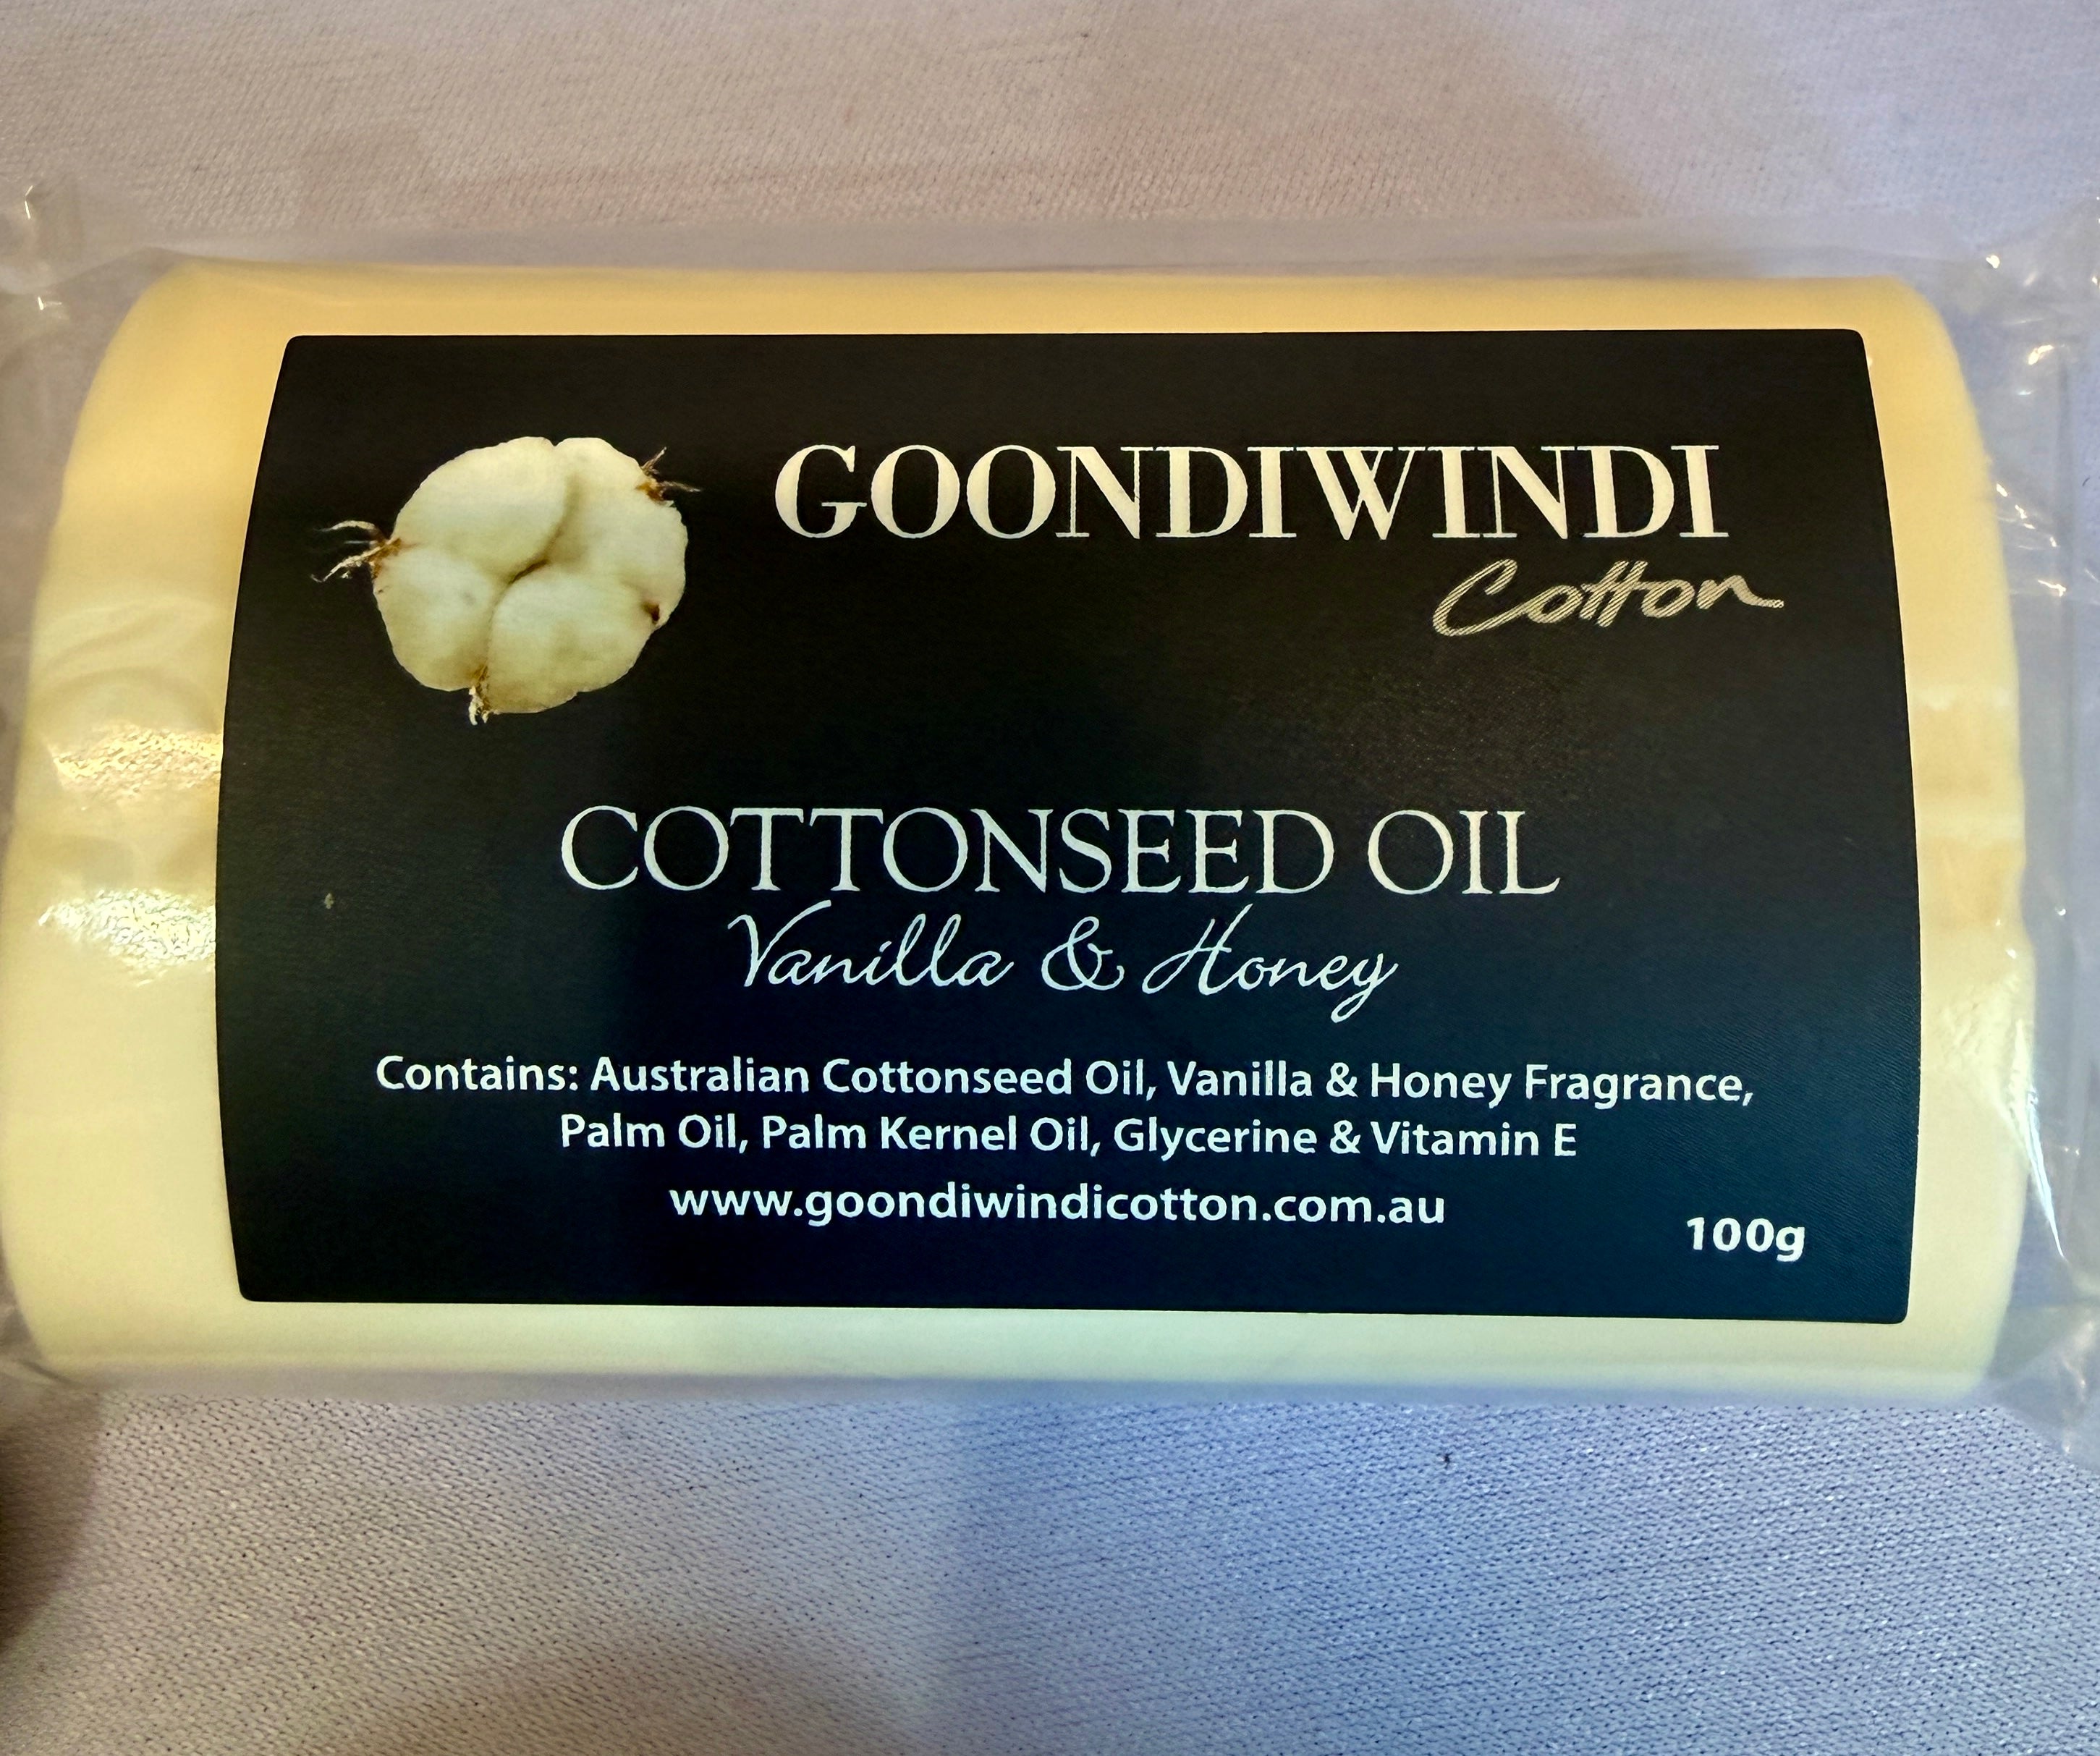 GOONDIWINDI
Cotton
COTTONSEED OIL
Vanilla & Honey
Contains: Australian Cottonseed Oil, Vanilla & Honey Fragrance,
Palm Oil, Palm Kernel Oil, Glycerine & Vitamin E
www.goondiwindicotton.com.au
100g